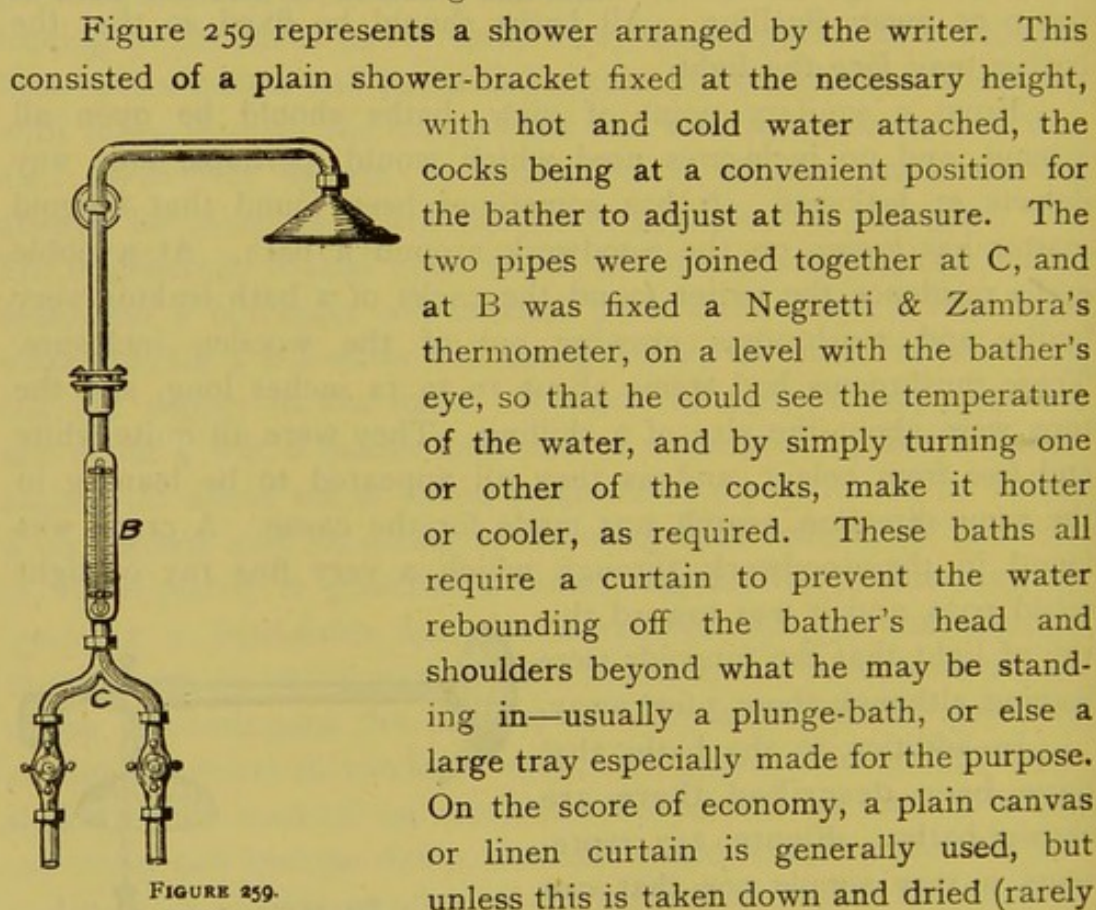 Figure 259 represents a shower arranged by the writer. This
consisted of a plain shower-bracket fixed at the necessary height,
with hot and cold water attached, the
cocks being at a convenient position for
the bather to adjust at his pleasure. The
two pipes were joined together at C, and
at B was fixed a Negretti & Zambra's
thermometer, on a level with the bather's
eye, so that he could see the temperature
of the water, and by simply turning one
or other of the cocks, make it hotter
or cooler, as required. These baths all
require a curtain to prevent the water
rebounding off the bather's head and
shoulders beyond what he may be stand-
ing in—usually a plunge-bath, or else a
large tray especially made for the purpose.
On the score of economy, a plain canvas
or linen curtain is generally used, but
unless this is taken down and dried (rarely
B
C
FIGURE 259.